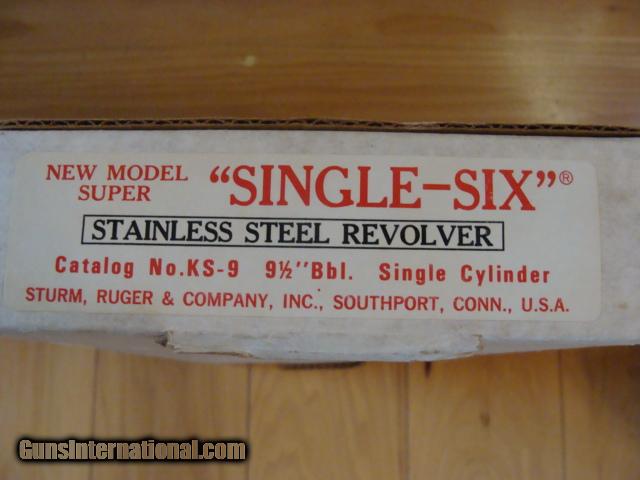 NEW MODEL SUPER "SINGLE-SIX"®
STAINLESS STEEL REVOLVER
Catalog No.KS-9 9½"Bbl. Single Cylinder
STURM, RUGER & COMPANY, INC., SOUTHPORT, CONN., U.S.A.
GunsInternational.com